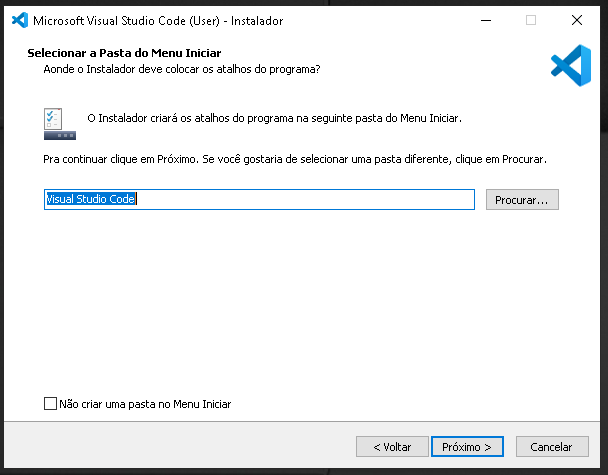 Microsoft Visual Studio Code (User) - Instalador
Selecionar a Pasta do Menu Iniciar
Aonde o Instalador deve colocar os atalhos do programa?
O Instalador criará os atalhos do programa na seguinte pasta do Menu Iniciar.
Pra continuar clique em Próximo. Se você gostaria de selecionar uma pasta diferente, clique em Procurar.
Visual Studio Code
Procurar...
Não criar uma pasta no Menu Iniciar
< Voltar
Próximo >
Cancelar